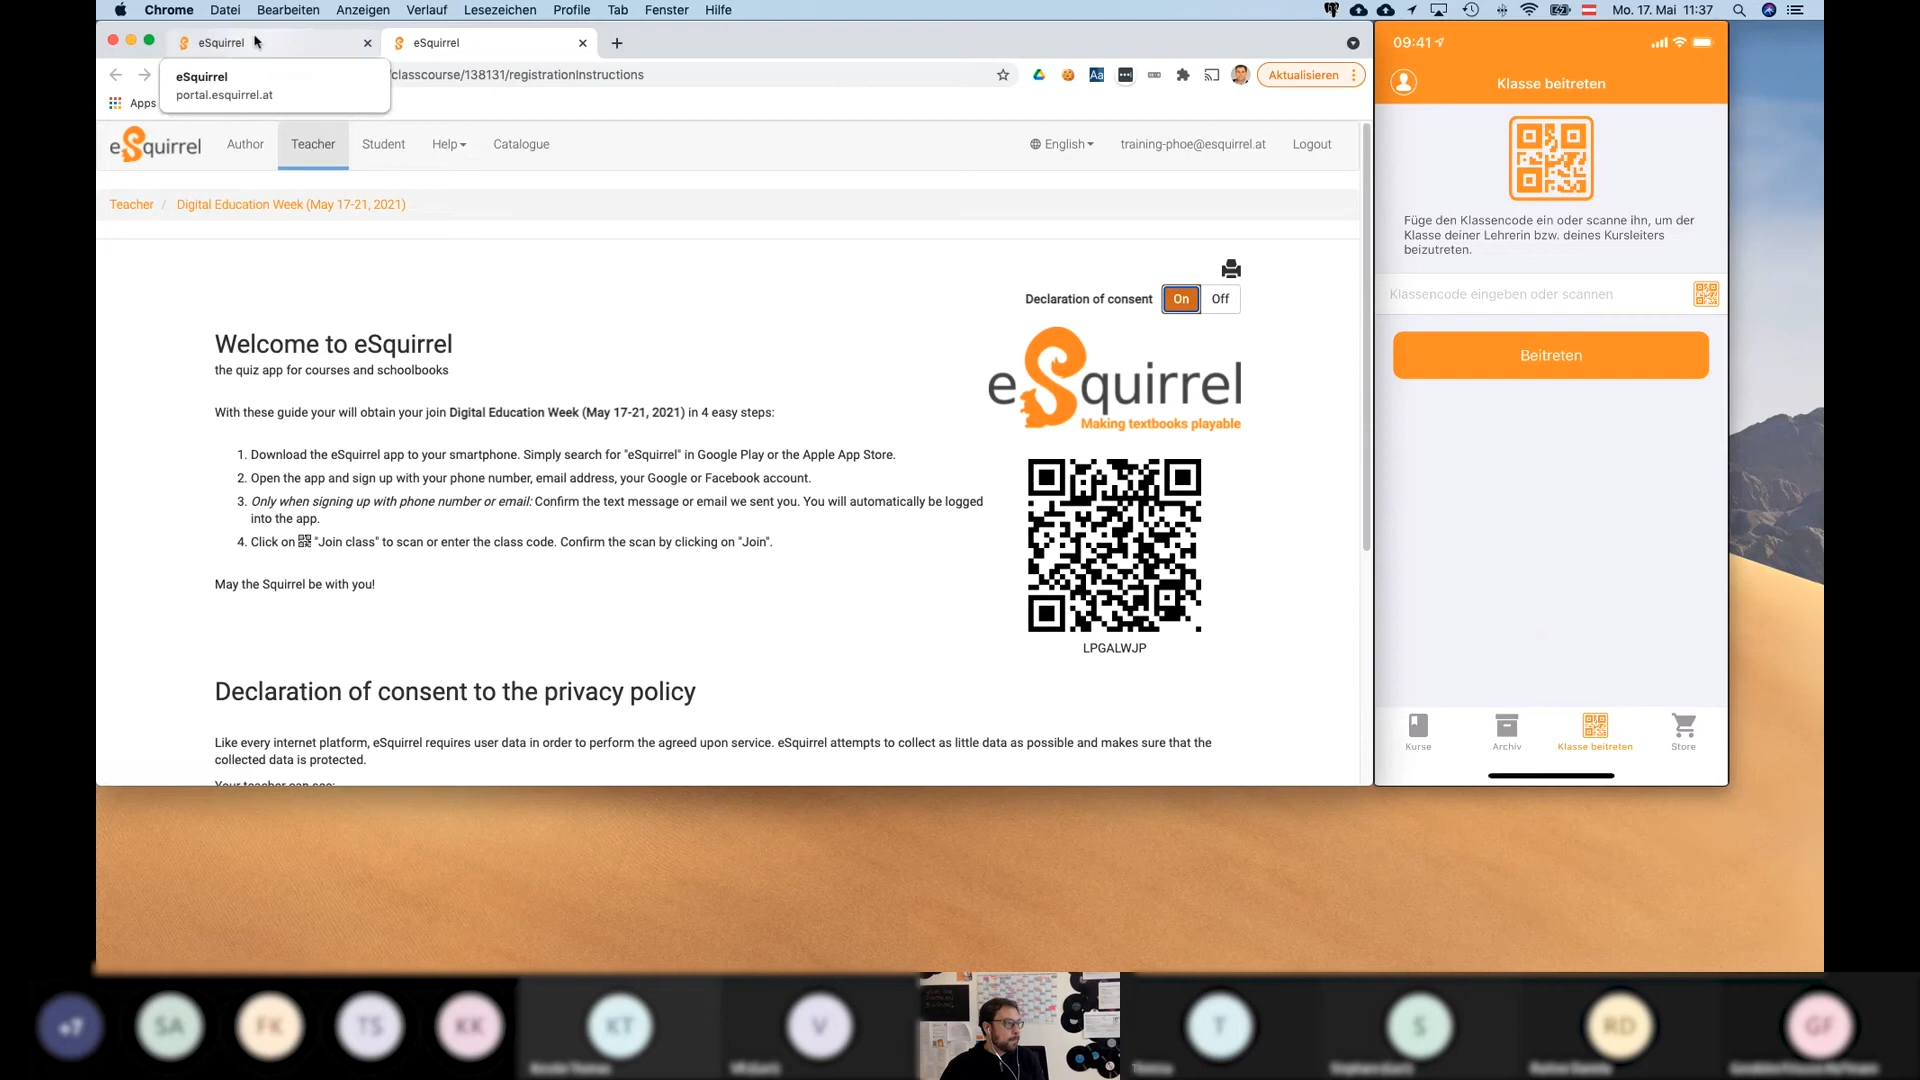 Chrome Datei Bearbeiten Anzeigen Verlauf Lesezeichen Profile Tab Fenster Hilfe
Mo. 17. Mai 11:37
eSquirrel
eSquirrel
eSquirrel
portal.esquirrel.at
/classcourse/138131/registrationInstructions
Aktualisieren
Apps
eSquirrel
Author Teacher Student Help Catalogue
English training-phoe@esquirrel.at Logout
Teacher / Digital Education Week (May 17-21, 2021)
Declaration of consent On Off
Welcome to eSquirrel
the quiz app for courses and schoolbooks
With these guide your will obtain your join Digital Education Week (May 17-21, 2021) in 4 easy steps:
1. Download the eSquirrel app to your smartphone. Simply search for "eSquirrel" in Google Play or the Apple App Store.
2. Open the app and sign up with your phone number, email address, your Google or Facebook account.
3. Only when signing up with phone number or email: Confirm the text message or email we sent you. You will automatically be logged
into the app.
4. Click on "Join class" to scan or enter the class code. Confirm the scan by clicking on "Join".
May the Squirrel be with you!
eSquirrel
Making textbooks playable
LPGALWJP
Declaration of consent to the privacy policy
Like every internet platform, eSquirrel requires user data in order to perform the agreed upon service. eSquirrel attempts to collect as little data as possible and makes sure that the
collected data is protected.
Your teacher can see:
09:41
Klasse beitreten
Füge den Klassencode ein oder scanne ihn, um der
Klasse deiner Lehrerin bzw. deines Kursleiters
beizutreten.
Klassencode eingeben oder scannen
Beitreten
Kurse Archiv Klasse beitreten Store
+7 SA FK TS KK KT V T S RD GF